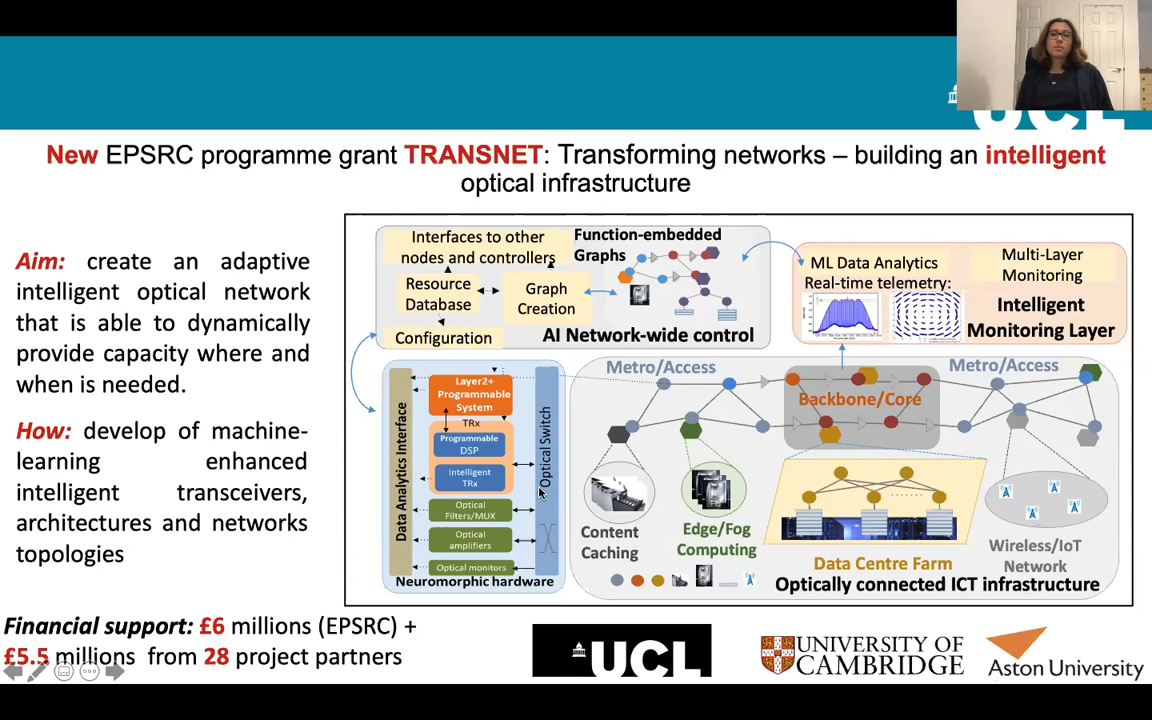 UCL
New EPSRC programme grant TRANSNET: Transforming networks – building an intelligent
optical infrastructure
Aim: create an adaptive
intelligent optical network
that is able to dynamically
provide capacity where and
when is needed.
How: develop of machine-
learning enhanced
intelligent transceivers,
architectures and networks
topologies
Financial support: £6 millions (EPSRC) +
£5.5 millions from 28 project partners
Interfaces to other
nodes and controllers
Resource
Database
Graph
Creation
Configuration
Function-embedded
Graphs
AI Network-wide control
ML Data Analytics
Real-time telemetry:
Multi-Layer
Monitoring
Intelligent
Monitoring Layer
Data Analytics Interface
Layer2+
Programmable
System
TRx
Programmable
DSP
Intelligent
TRx
Optical
Filters/MUX
Optical
amplifiers
Optical monitors
Optical Switch
Neuromorphic hardware
Metro/Access
Backbone/Core
Metro/Access
Content
Caching
Edge/Fog
Computing
Data Centre Farm
Wireless/IoT
Network
Optically connected ICT infrastructure
UCL
UNIVERSITY OF
CAMBRIDGE
Aston University